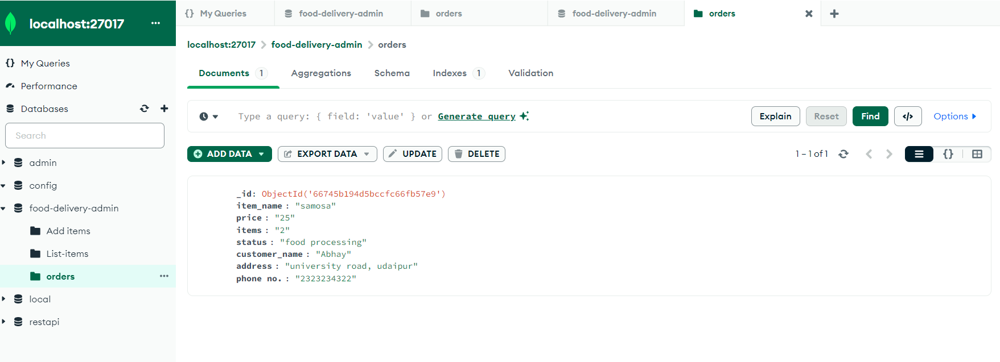 localhost:27017 ···
{} My Queries
food-delivery-admin
orders
food-delivery-admin
orders
localhost:27017 > food-delivery-admin > orders
My Queries
Performance
Databases
Search
admin
config
food-delivery-admin
Add items
List-items
orders ···
local
restapi
Documents 1 Aggregations Schema Indexes 1 Validation
Type a query: { field: 'value' } or Generate query Explain Reset Find </> Options
ADD DATA EXPORT DATA UPDATE DELETE 1 – 1 of 1 {}
_id: ObjectId('66745b194d5bccfc66fb57e9')
item_name : "samosa"
price : "25"
items : "2"
status : "food processing"
customer_name : "Abhay"
address : "university road, udaipur"
phone no. : "2323234322"